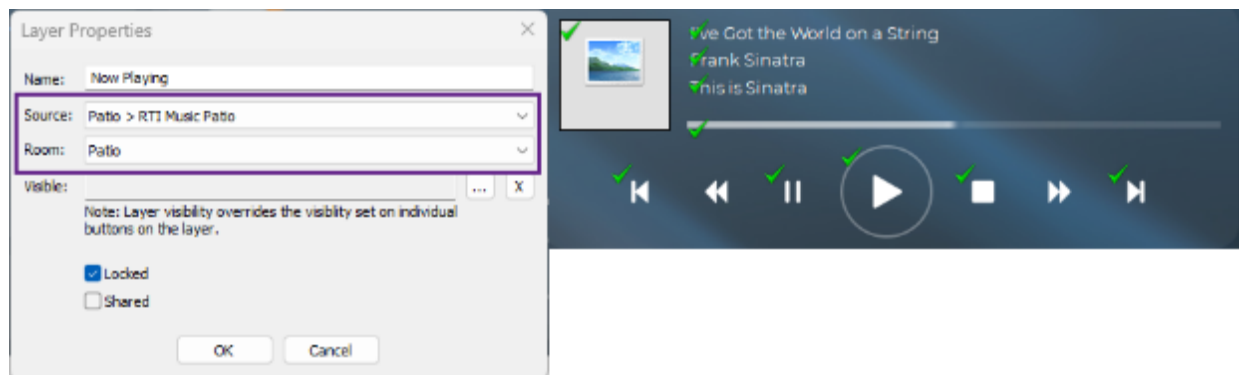 Layer Properties
Name: Now Playing
Source: Patio > RTI Music Patio
Room: Patio
Visible: ... X
Note: Layer visibility overrides the visiblity set on individual
buttons on the layer.
Locked
Shared
OK Cancel
I've Got the World on a String
Frank Sinatra
This is Sinatra